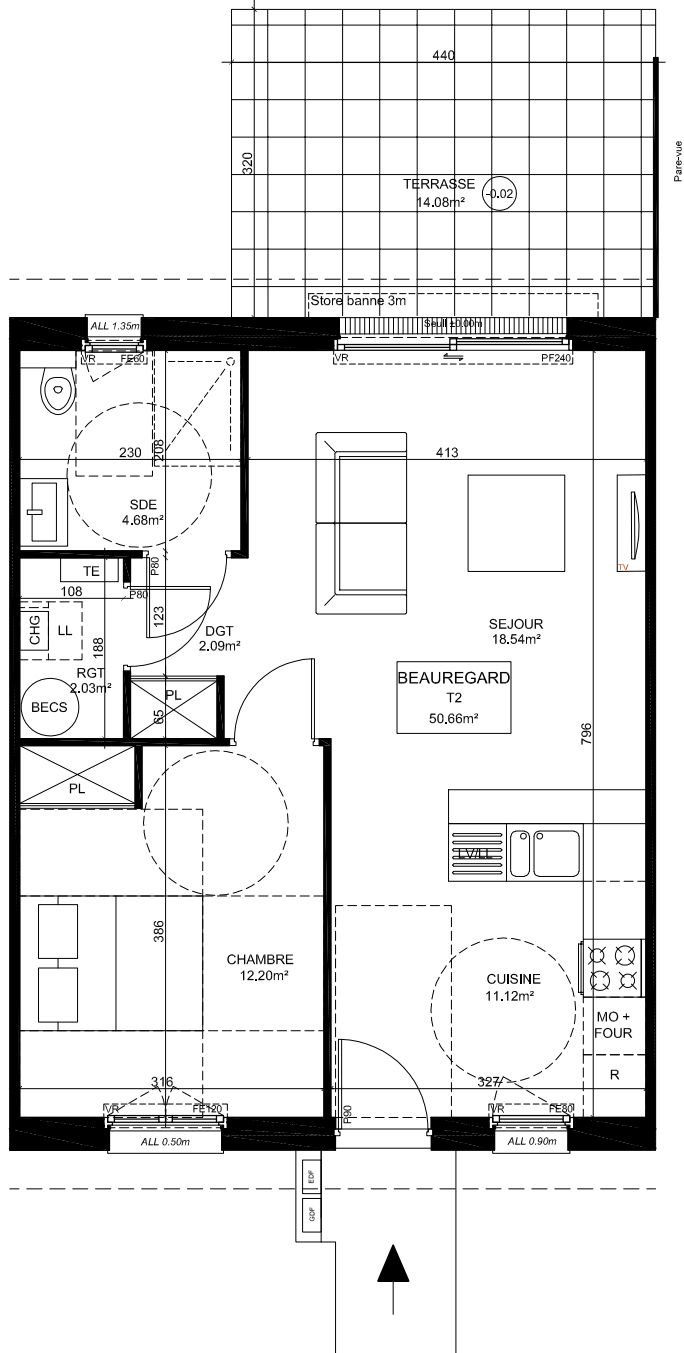 440
320
Pare-vue
TERRASSE
14.08m²
-0.02
Store banne 3m
ALL 1.35m
Seuil ±0.00m
VR
FE60
VR
PF240
230
208
413
SDE
4.68m²
TV
TE
P80
108
P80
CHG
LL
188
123
DGT
2.09m²
SEJOUR
18.54m²
RGT
2.03m²
BECS
PL
65
BEAUREGARD
T2
50.66m²
796
PL
LV/LL
386
CHAMBRE
12.20m²
CUISINE
11.12m²
MO +
FOUR
R
316
327
VR
FE120
P90
VR
FE80
ALL 0.50m
ALL 0.90m
EDF
GDF